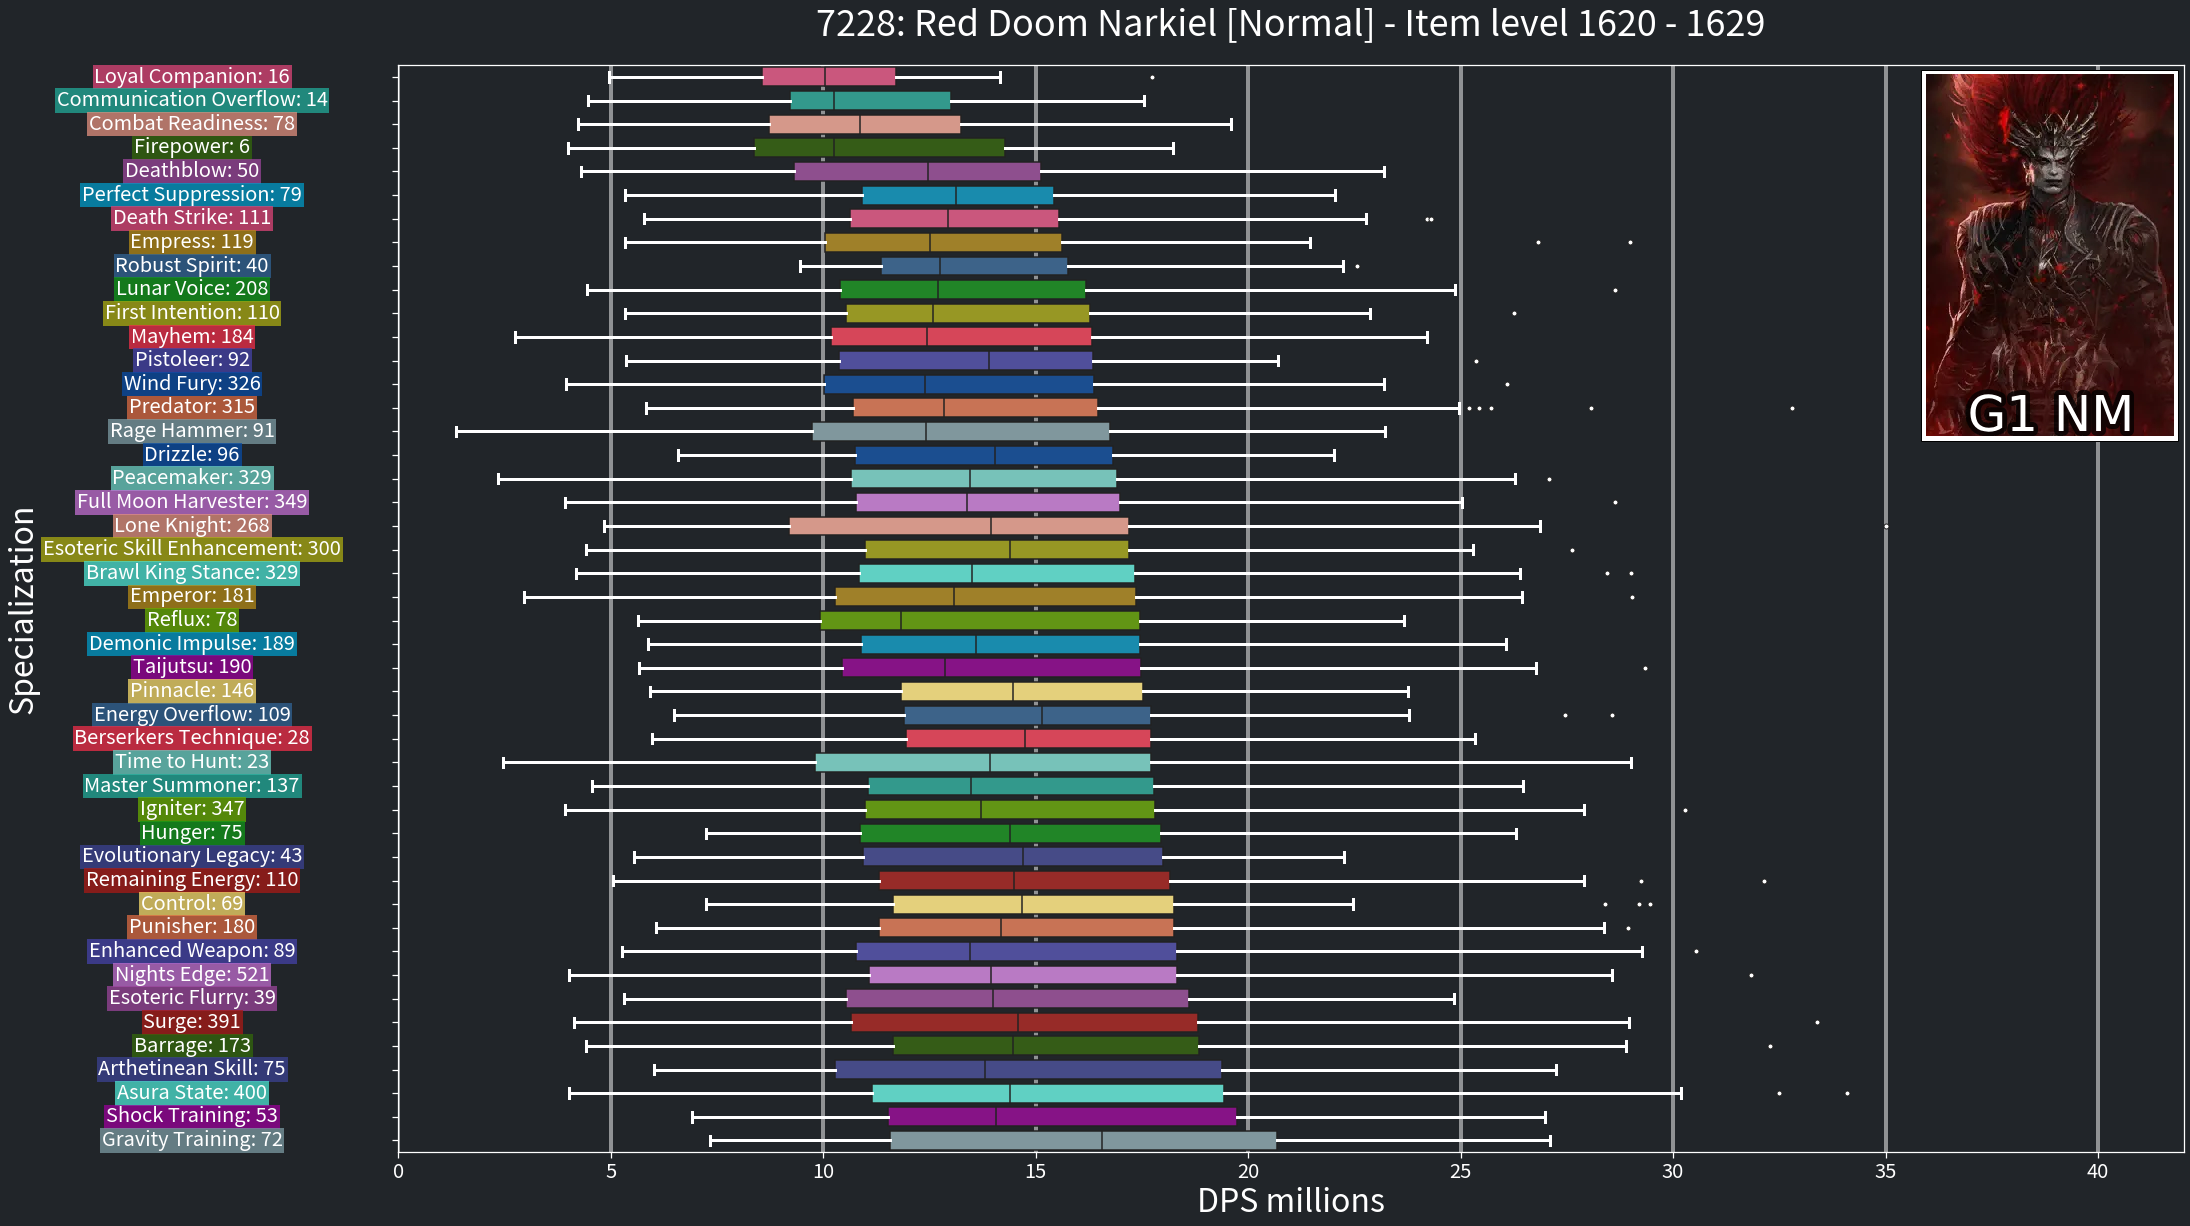 7228: Red Doom Narkiel [Normal] - Item level 1620 - 1629
Specialization
Loyal Companion: 16
Communication Overflow: 14
Combat Readiness: 78
Firepower: 6
Deathblow: 50
Perfect Suppression: 79
Death Strike: 111
Empress: 119
Robust Spirit: 40
Lunar Voice: 208
First Intention: 110
Mayhem: 184
Pistoleer: 92
Wind Fury: 326
Predator: 315
Rage Hammer: 91
Drizzle: 96
Peacemaker: 329
Full Moon Harvester: 349
Lone Knight: 268
Esoteric Skill Enhancement: 300
Brawl King Stance: 329
Emperor: 181
Reflux: 78
Demonic Impulse: 189
Taijutsu: 190
Pinnacle: 146
Energy Overflow: 109
Berserkers Technique: 28
Time to Hunt: 23
Master Summoner: 137
Igniter: 347
Hunger: 75
Evolutionary Legacy: 43
Remaining Energy: 110
Control: 69
Punisher: 180
Enhanced Weapon: 89
Nights Edge: 521
Esoteric Flurry: 39
Surge: 391
Barrage: 173
Arthetinean Skill: 75
Asura State: 400
Shock Training: 53
Gravity Training: 72
G1 NM
0 5 10 15 20 25 30 35 40
DPS millions